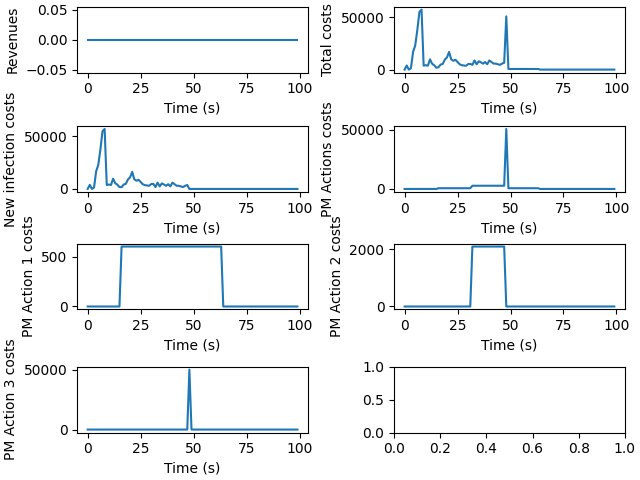 Revenues
0.05
0.00
−0.05
0 25 50 75 100
Time (s)
Total costs
50000
0
0 25 50 75 100
Time (s)
New infection costs
50000
0
0 25 50 75 100
Time (s)
PM Actions costs
50000
0
0 25 50 75 100
Time (s)
PM Action 1 costs
500
0
0 25 50 75 100
Time (s)
PM Action 2 costs
2000
0
0 25 50 75 100
Time (s)
PM Action 3 costs
50000
0
0 25 50 75 100
Time (s)
1.0
0.5
0.0
0.0 0.2 0.4 0.6 0.8 1.0